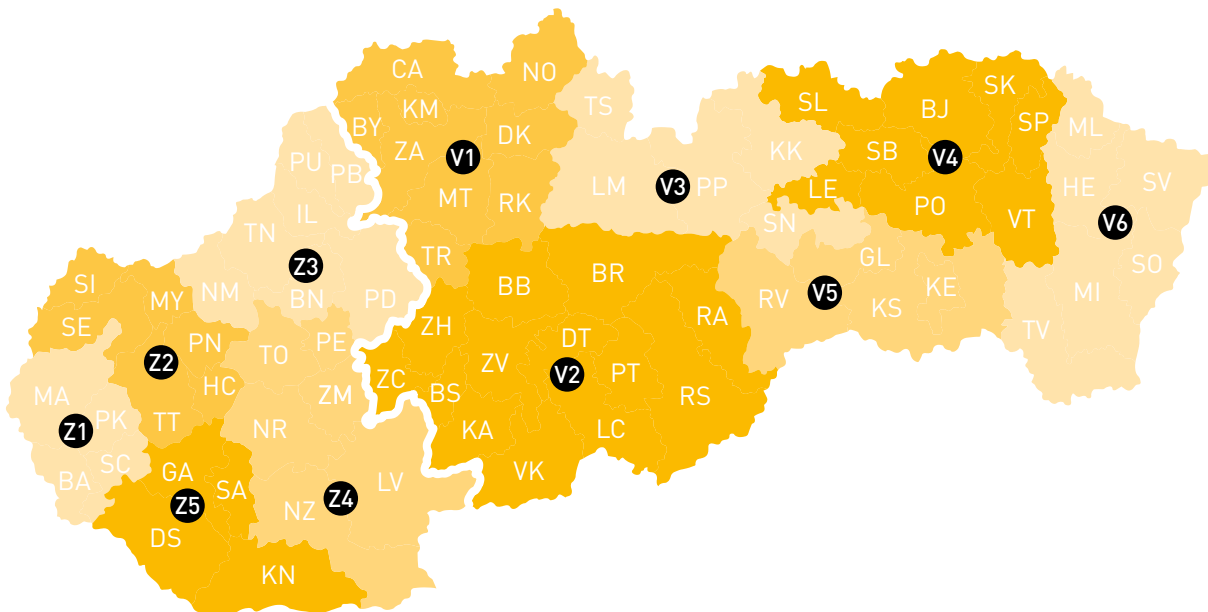 CA
NO
KM
BY
ZA
DK
V1
MT
RK
TR
TS
LM
V3
PP
KK
SL
BJ
SK
SP
SB
V4
LE
PO
VT
ML
HE
SV
V6
SO
MI
TV
SN
GL
RV
V5
KS
KE
PU
PB
IL
TN
Z3
NM
BN
PD
SI
MY
SE
PN
Z2
HC
TT
TO
PE
ZM
NR
LV
NZ
Z4
MA
PK
Z1
SC
BA
GA
SA
Z5
DS
KN
BB
BR
ZH
RA
DT
ZV
V2
PT
ZC
BS
RS
KA
LC
VK